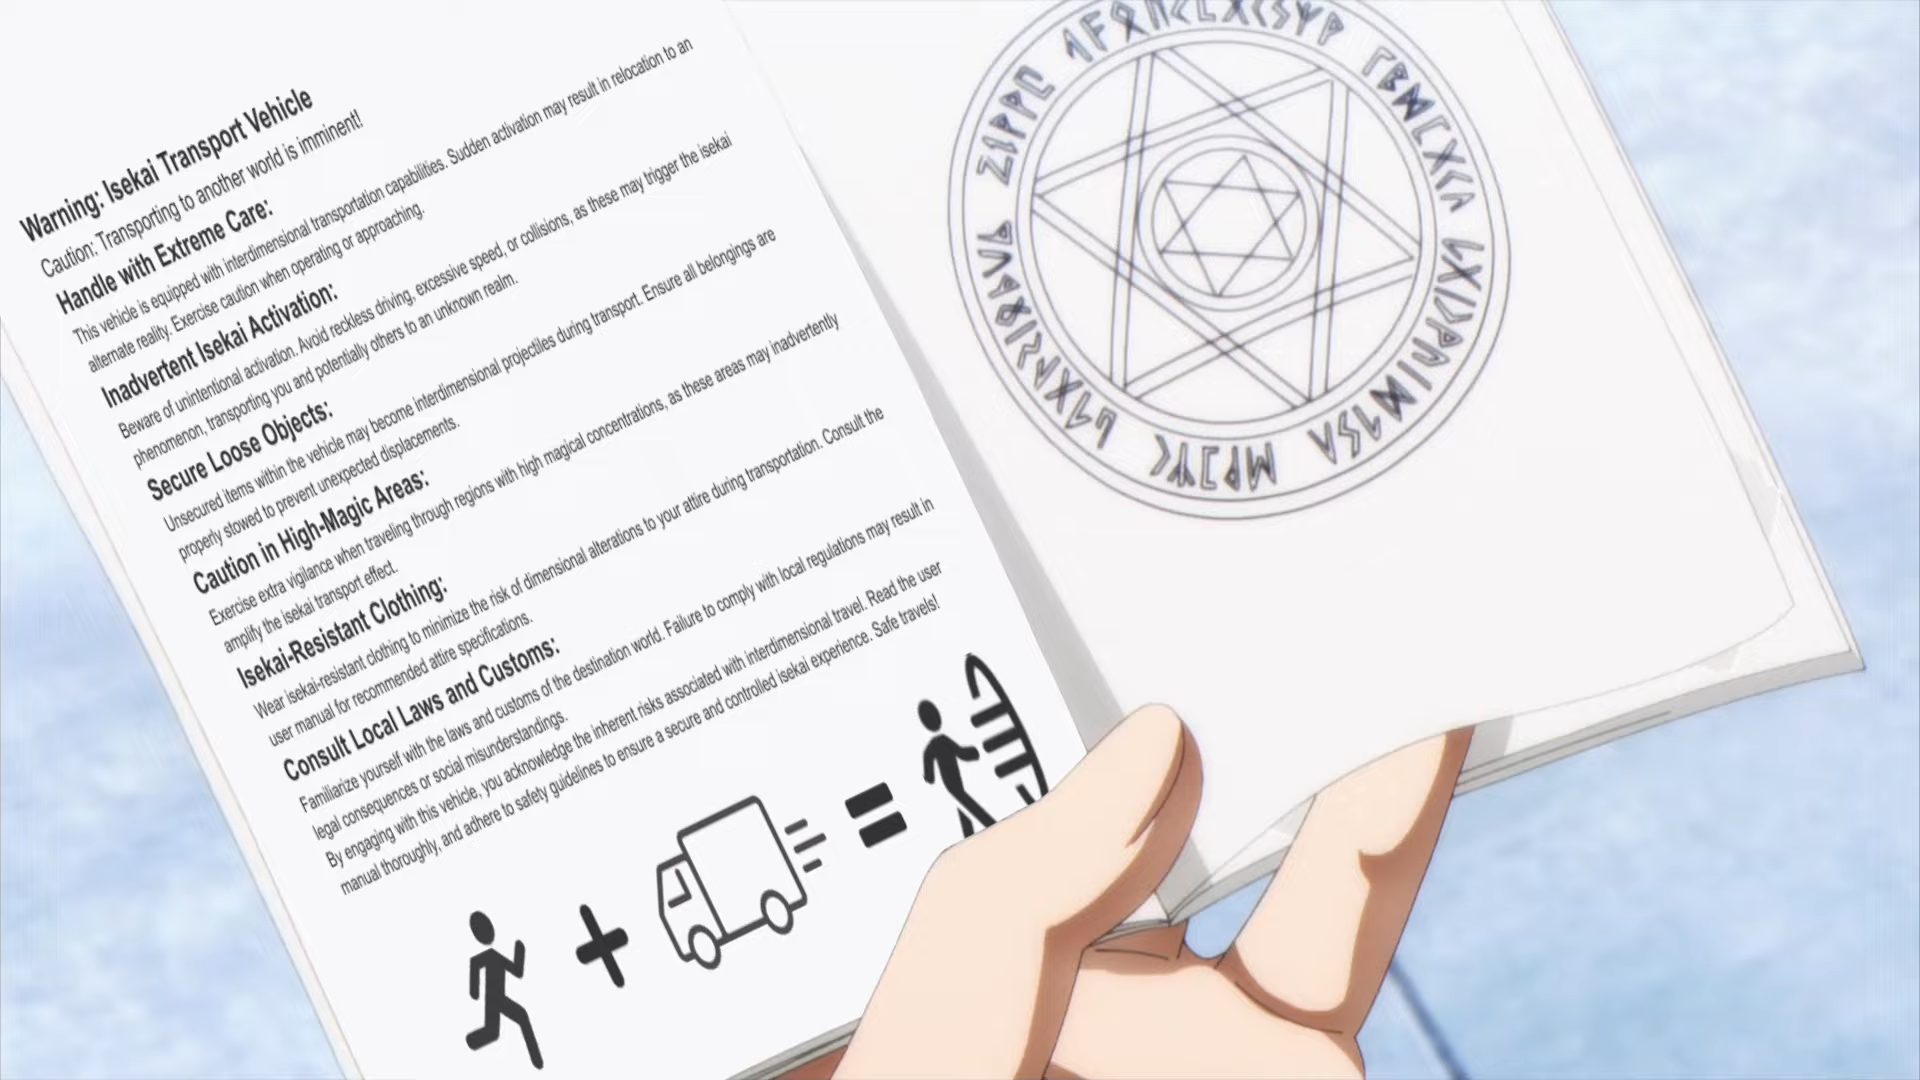 Warning: Isekai Transport Vehicle
Caution: Transporting to another world is imminent!
Handle with Extreme Care:
This vehicle is equipped with interdimensional transportation capabilities. Sudden activation may result in relocation to an
alternate reality. Exercise caution when operating or approaching.
Inadvertent Isekai Activation:
Beware of unintentional activation. Avoid reckless driving, excessive speed, or collisions, as these may trigger the isekai
phenomenon, transporting you and potentially others to an unknown realm.
Secure Loose Objects:
Unsecured items within the vehicle may become interdimensional projectiles during transport. Ensure all belongings are
properly stowed to prevent unexpected displacements.
Caution in High-Magic Areas:
Exercise extra vigilance when traveling through regions with high magical concentrations, as these areas may inadvertently
amplify the isekai transport effect.
Isekai-Resistant Clothing:
Wear isekai-resistant clothing to minimize the risk of dimensional alterations to your attire during transportation. Consult the
user manual for recommended attire specifications.
Consult Local Laws and Customs:
Familiarize yourself with the laws and customs of the destination world. Failure to comply with local regulations may result in
legal consequences or social misunderstandings.
By engaging with this vehicle, you acknowledge the inherent risks associated with interdimensional travel. Read the user
manual thoroughly, and adhere to safety guidelines to ensure a secure and controlled isekai experience. Safe travels!
+ =